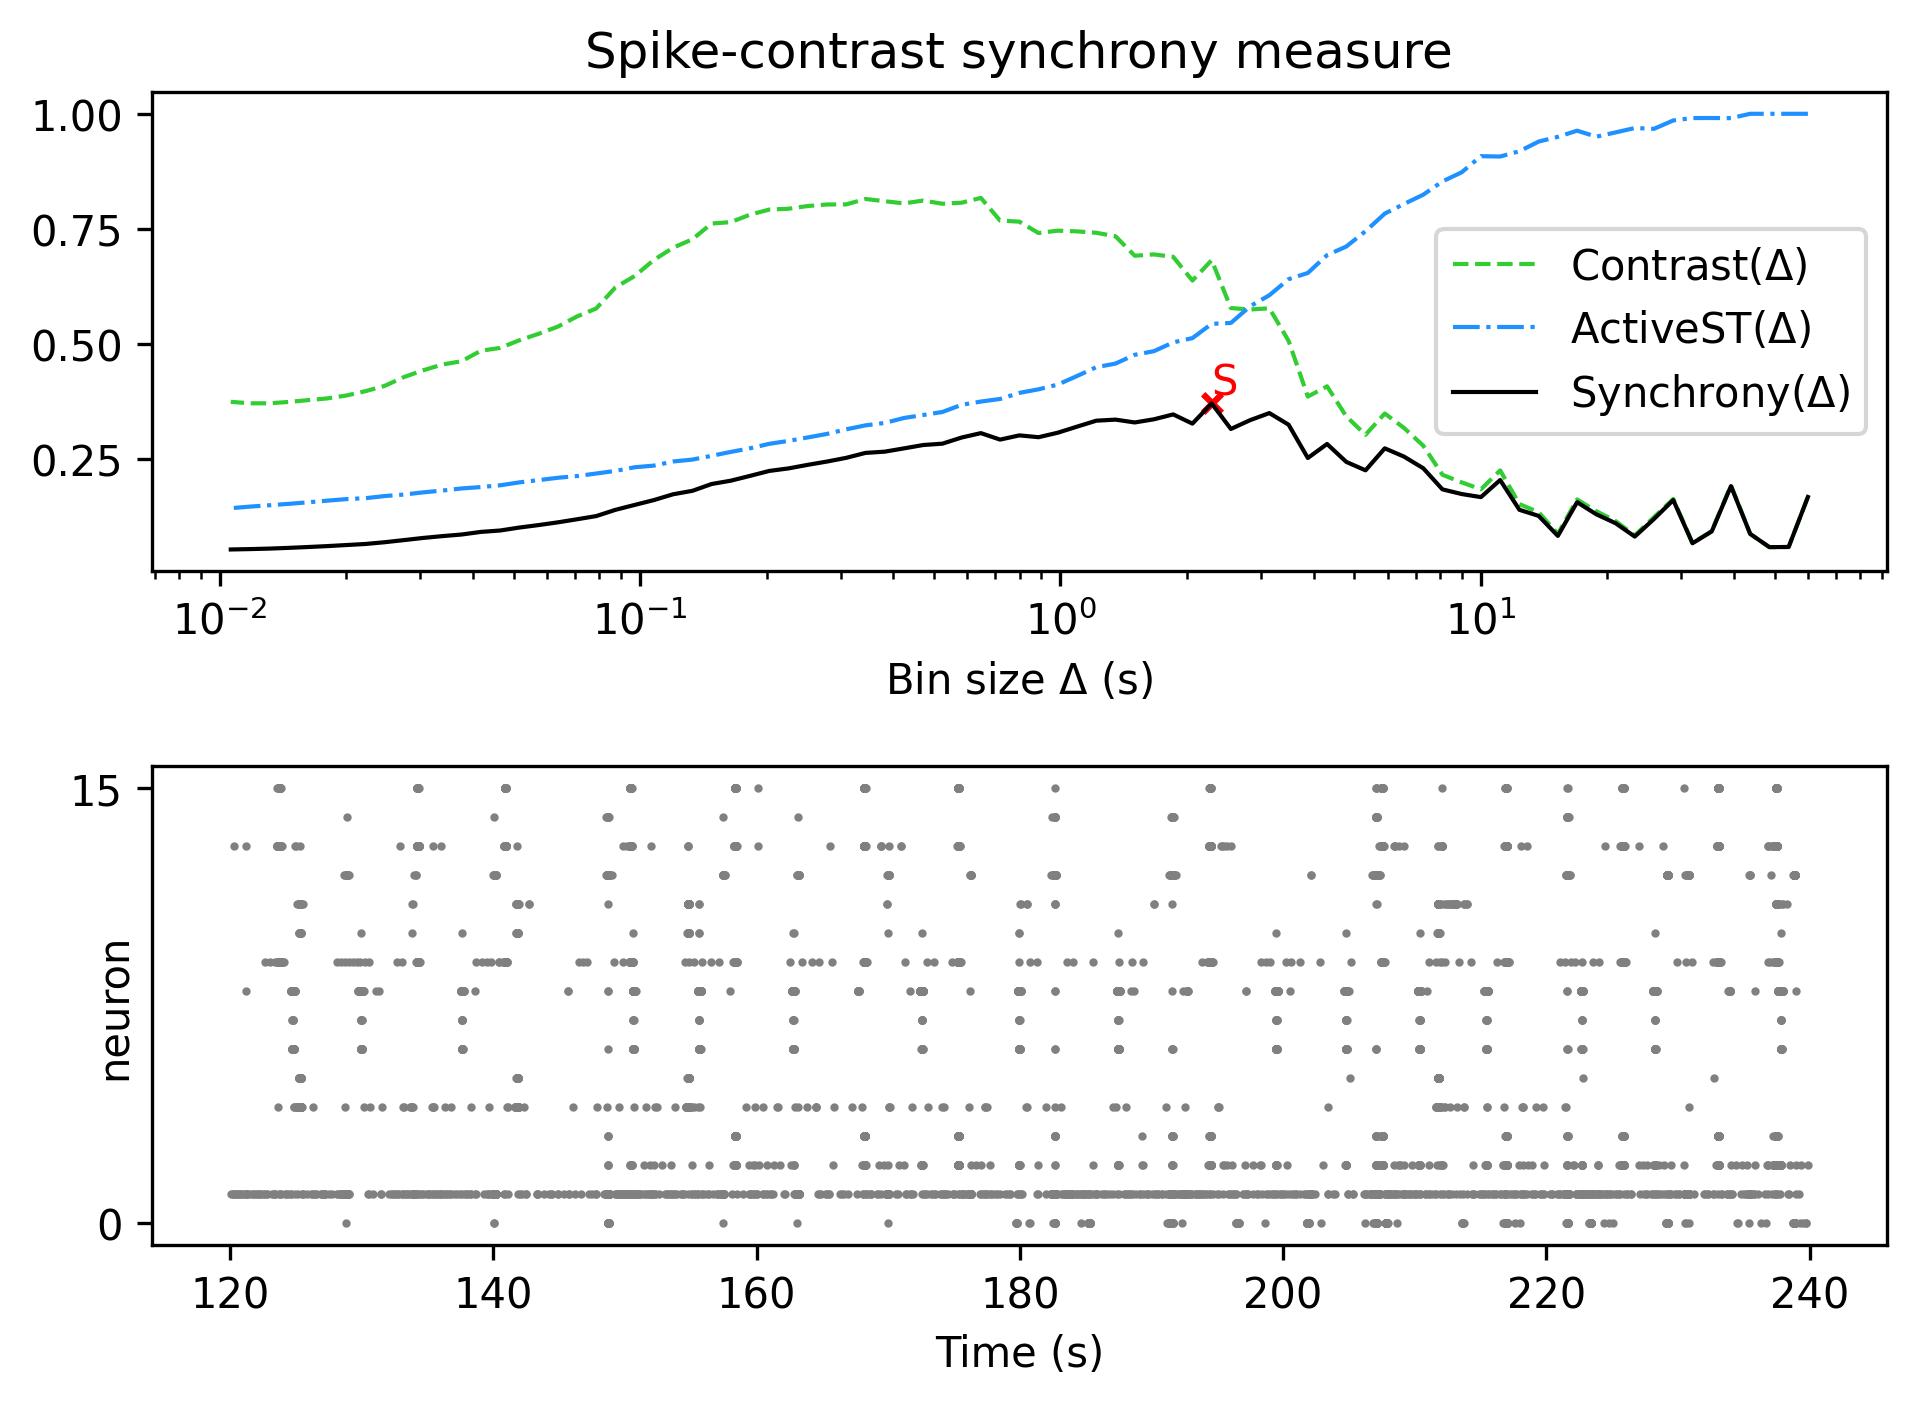 Spike-contrast synchrony measure
1.00
0.75
0.50
0.25
S
Contrast(Δ)
ActiveST(Δ)
Synchrony(Δ)
10⁻² 10⁻¹ 10⁰ 10¹
Bin size Δ (s)
15
neuron
0
120 140 160 180 200 220 240
Time (s)